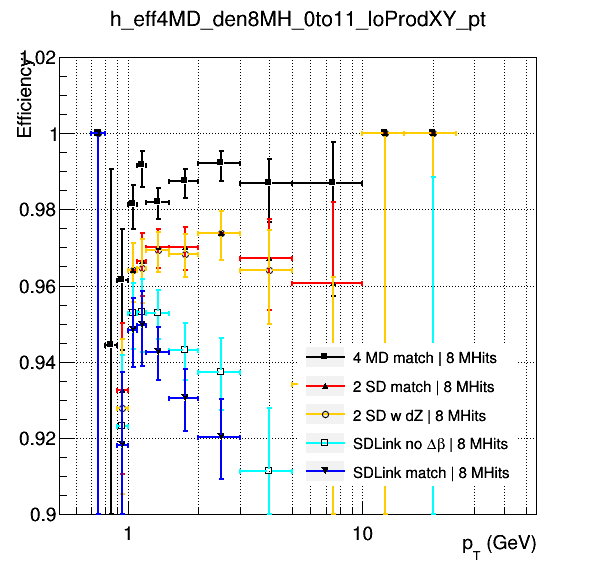 h_eff4MD_den8MH_0to11_loProdXY_pt
Efficiency
1.02
1
0.98
0.96
0.94
0.92
0.9
4 MD match | 8 MHits
2 SD match | 8 MHits
2 SD w dZ | 8 MHits
SDLink no Δβ | 8 MHits
SDLink match | 8 MHits
1
10
p_T (GeV)